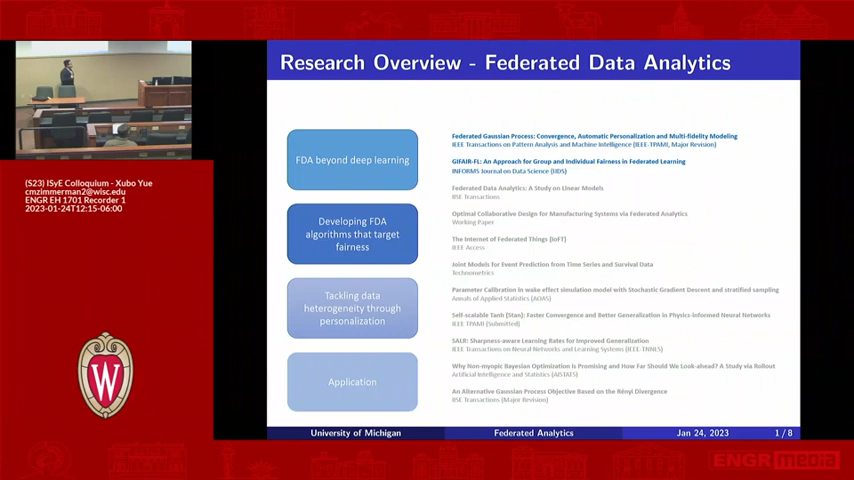 Research Overview - Federated Data Analytics
FDA beyond deep learning
Developing FDA
algorithms that target
fairness
Tackling data
heterogeneity through
personalization
Application
Federated Gaussian Process: Convergence, Automatic Personalization and Multi-fidelity Modeling
IEEE Transactions on Pattern Analysis and Machine Intelligence (IEEE-TPAMI, Major Revision)
GIFAIR-FL: An Approach for Group and Individual Fairness in Federated Learning
INFORMS Journal on Data Science (IJDS)
Federated Data Analytics: A Study on Linear Models
IISE Transactions
Optimal Collaborative Design for Manufacturing Systems via Federated Analytics
Working Paper
The Internet of Federated Things (IoFT)
IEEE Access
Joint Models for Event Prediction from Time Series and Survival Data
Technometrics
Parameter Calibration in wake effect simulation model with Stochastic Gradient Descent and stratified sampling
Annals of Applied Statistics (AOAS)
Self-scalable Tanh (Stan): Faster Convergence and Better Generalization in Physics-informed Neural Networks
IEEE TPAMI (Submitted)
SALR: Sharpness-aware Learning Rates for Improved Generalization
IEEE Transactions on Neural Networks and Learning Systems (IEEE-TNNLS)
Why Non-myopic Bayesian Optimization is Promising and How Far Should We Look-ahead? A Study via Rollout
Artificial Intelligence and Statistics (AISTATS)
An Alternative Gaussian Process Objective Based on the Rényi Divergence
IISE Transactions (Major Revision)
University of Michigan
Federated Analytics
Jan 24, 2023
1 / 8
(S23) ISyE Colloquium - Xubo Yue
cmzimmerman2@wisc.edu
ENGR EH 1701 Recorder 1
2023-01-24T12:15-06:00
W
ENGR media